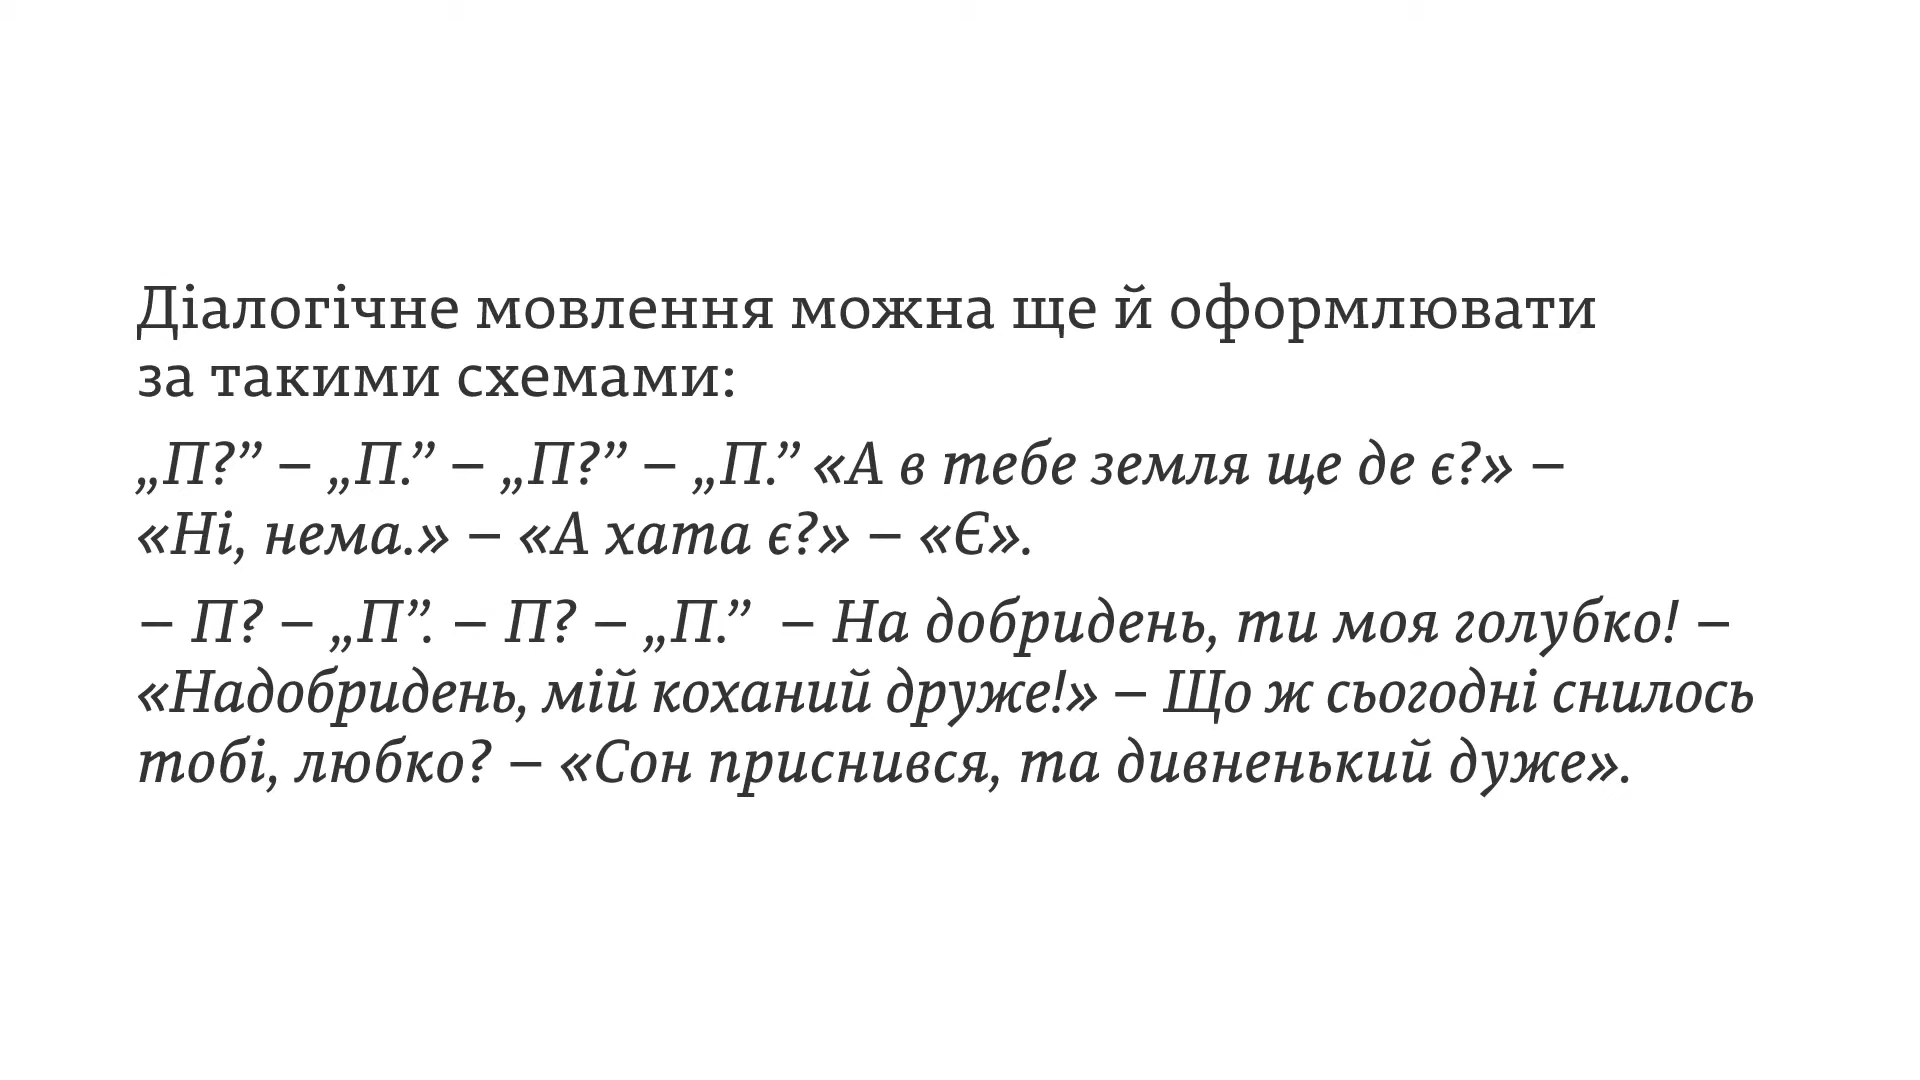 Діалогічне мовлення можна ще й оформлювати
за такими схемами:
„П?” – „П.” – „П?” – „П.” «А в тебе земля ще де є?» –
«Ні, нема.» – «А хата є?» – «Є».
– П? – „П”. – П? – „П.”  – На добридень, ти моя голубко! –
«Надобридень, мій коханий друже!» – Що ж сьогодні снилось
тобі, любко? – «Сон приснився, та дивненький дуже».